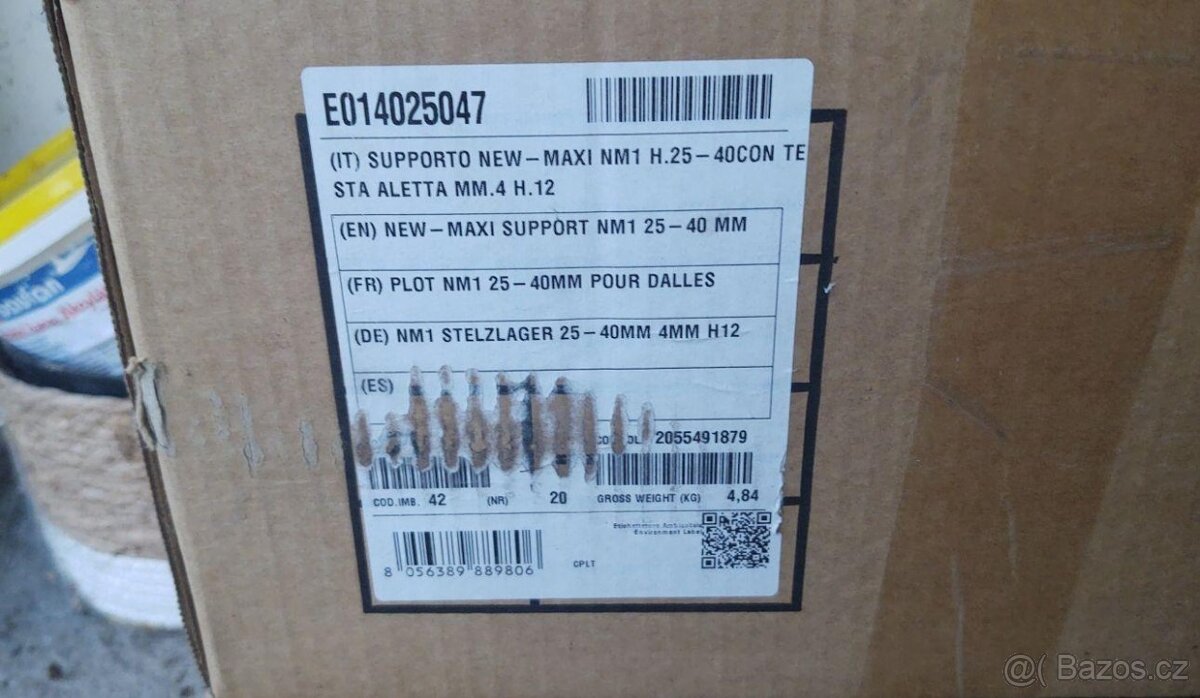 E014025047
(IT) SUPPORTO NEW-MAXI NM1 H.25-40CON TE
STA ALETTA MM.4 H.12
(EN) NEW-MAXI SUPPORT NM1 25-40 MM
(FR) PLOT NM1 25-40MM POUR DALLES
(DE) NM1 STELZLAGER 25-40MM 4MM H12
(ES)
2055491879
COD.IMB. 42 (NR) 20 GROSS WEIGHT (KG) 4,84
Environment Label
8 056389 889806
CPLT
@( Bazos.cz